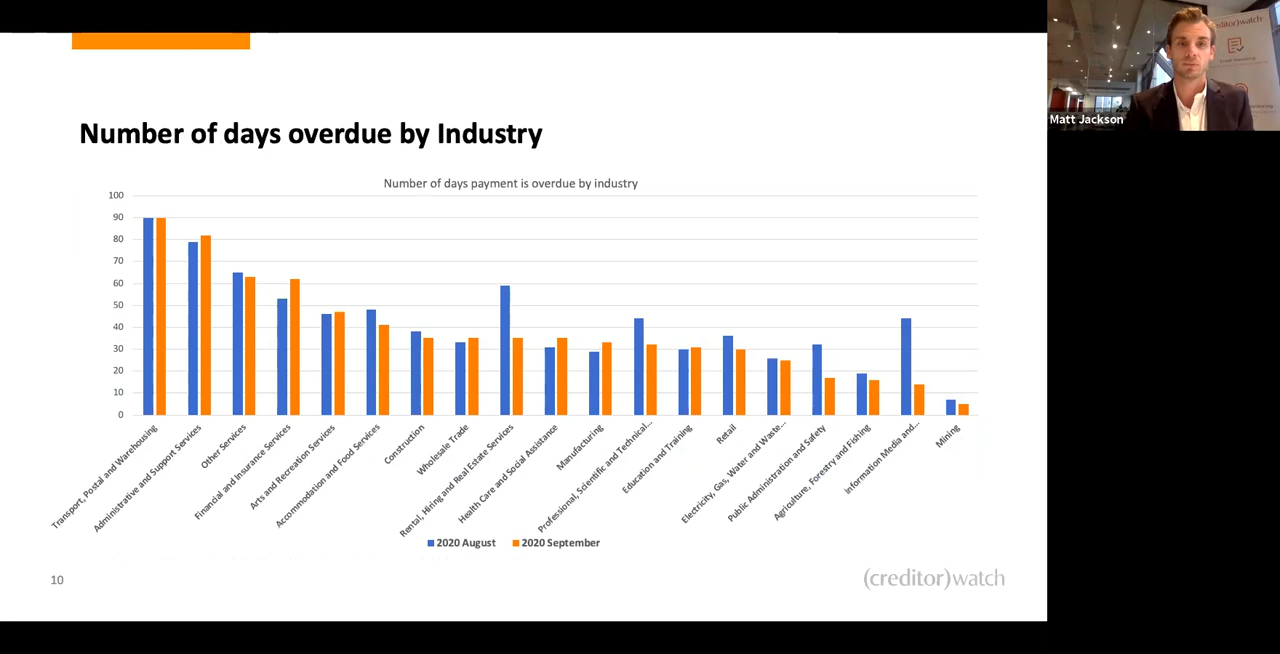 Number of days overdue by Industry
Number of days payment is overdue by industry
100
90
80
70
60
50
40
30
20
10
0
Transport, Postal and Warehousing
Administrative and Support Services
Other Services
Financial and Insurance Services
Arts and Recreation Services
Accommodation and Food Services
Construction
Wholesale Trade
Rental, Hiring and Real Estate Services
Health Care and Social Assistance
Manufacturing
Professional, Scientific and Technical...
Education and Training
Retail
Electricity, Gas, Water and Waste...
Public Administration and Safety
Agriculture, Forestry and Fishing
Information Media and...
Mining
2020 August
2020 September
10
(creditor)watch
Matt Jackson
editor)watch